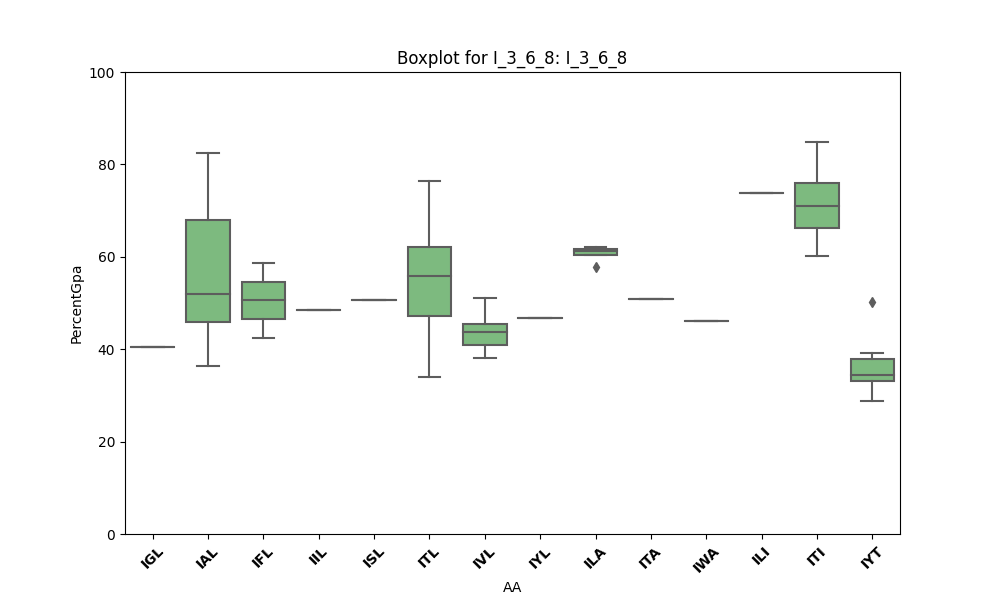 Boxplot for I_3_6_8: I_3_6_8
100
80
60
40
20
0
PercentGpa
IGL
IAL
IFL
IIL
ISL
ITL
IVL
IYL
ILA
ITA
IWA
ILI
ITI
IYT
AA